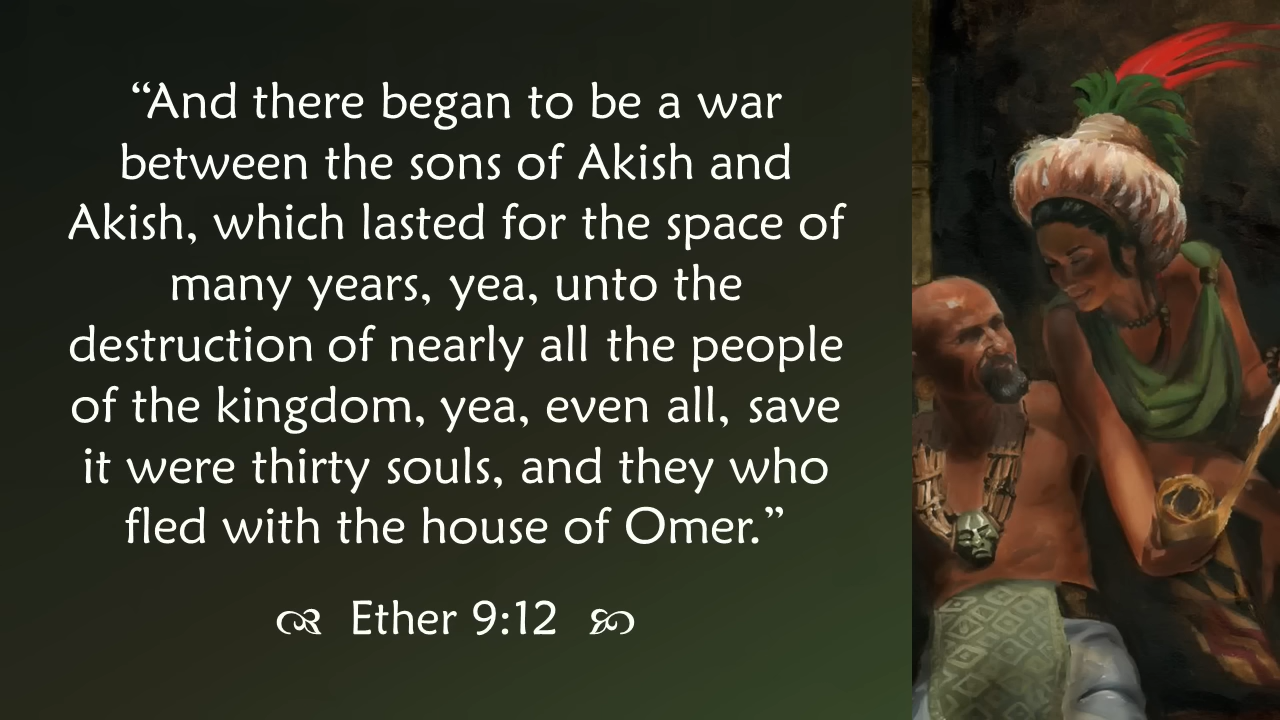 “And there began to be a war
between the sons of Akish and
Akish, which lasted for the space of
many years, yea, unto the
destruction of nearly all the people
of the kingdom, yea, even all, save
it were thirty souls, and they who
fled with the house of Omer.”
Ether 9:12